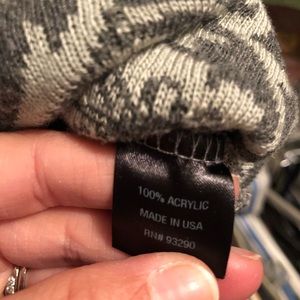 100% ACRYLIC
MADE IN USA
RN# 93290